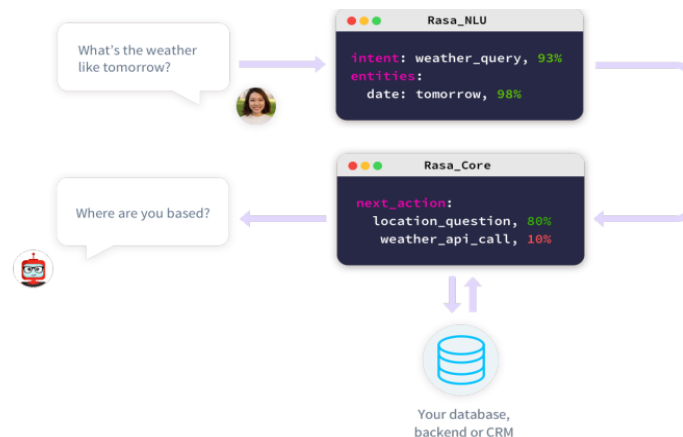 What's the weather
like tomorrow?
Rasa_NLU
intent: weather_query, 93%
entities:
date: tomorrow, 98%
Where are you based?
Rasa_Core
next_action:
location_question, 80%
weather_api_call, 10%
Your database,
backend or CRM